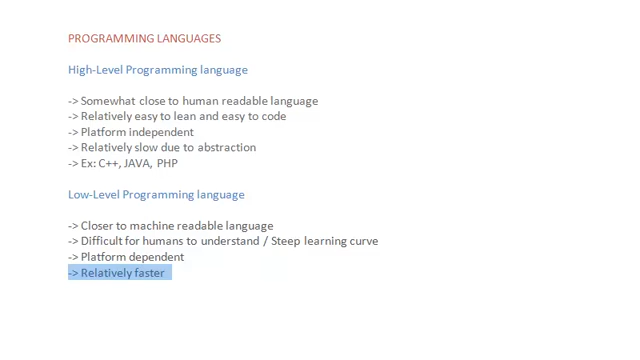 PROGRAMMING LANGUAGES
High-Level Programming language
-> Somewhat close to human readable language
-> Relatively easy to lean and easy to code
-> Platform independent
-> Relatively slow due to abstraction
-> Ex: C++, JAVA, PHP
Low-Level Programming language
-> Closer to machine readable language
-> Difficult for humans to understand / Steep learning curve
-> Platform dependent
-> Relatively faster